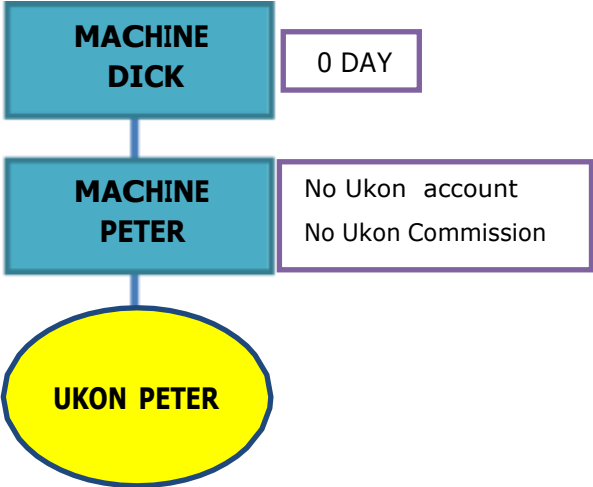 MACHINE
DICK
0 DAY
MACHINE
PETER
No Ukon account
No Ukon Commission
UKON PETER